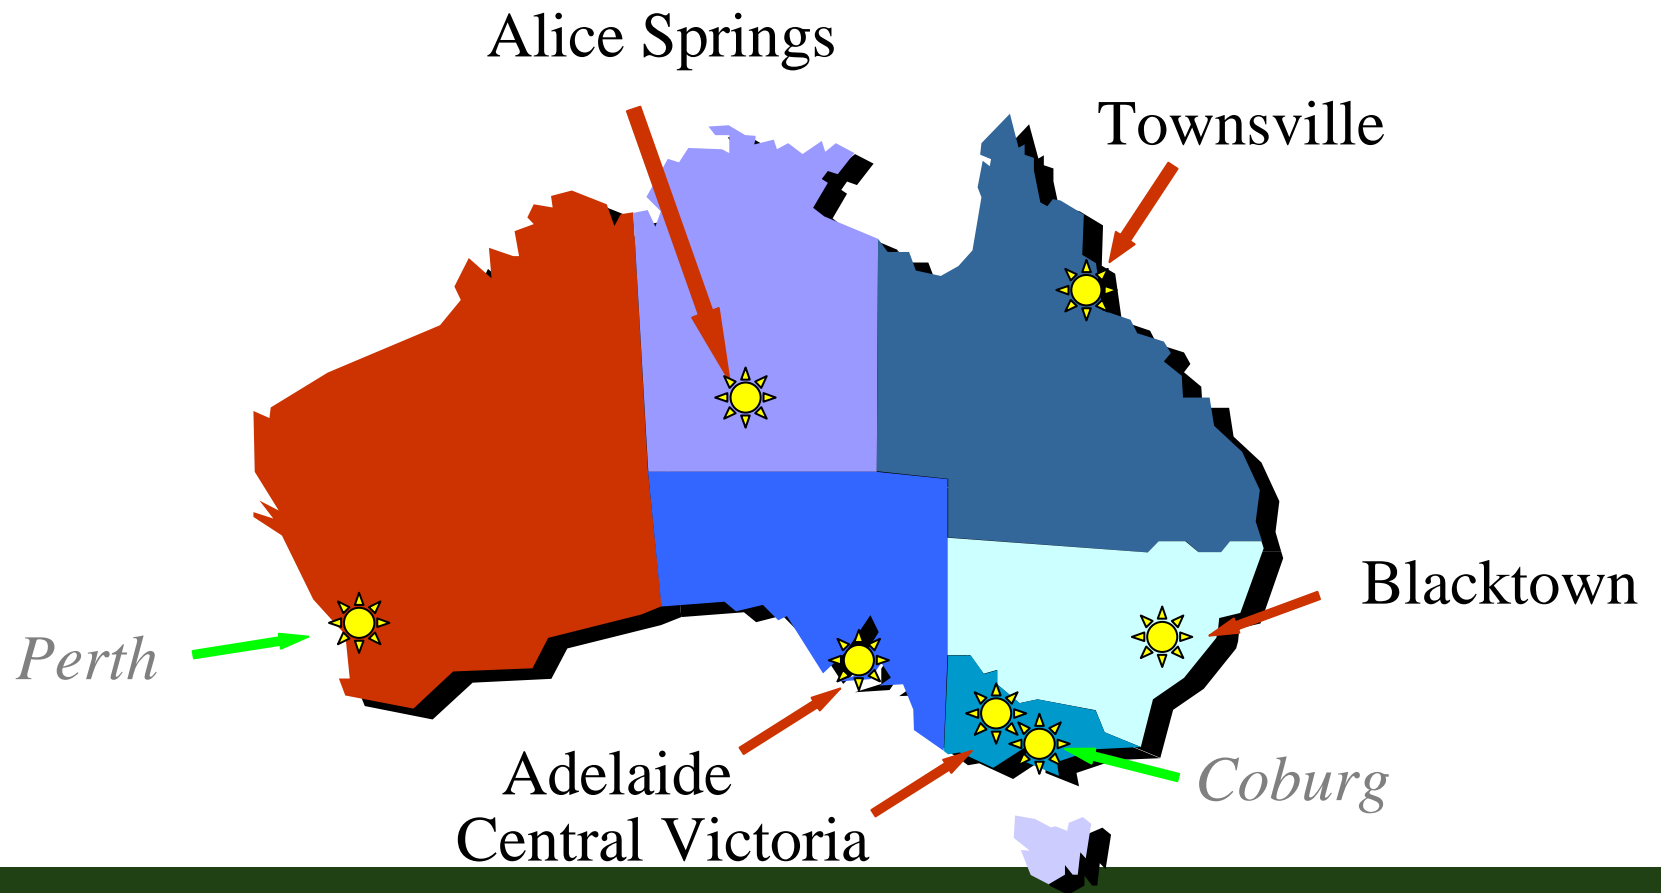 Alice Springs
Townsville
Blacktown
Perth
Adelaide
Coburg
Central Victoria